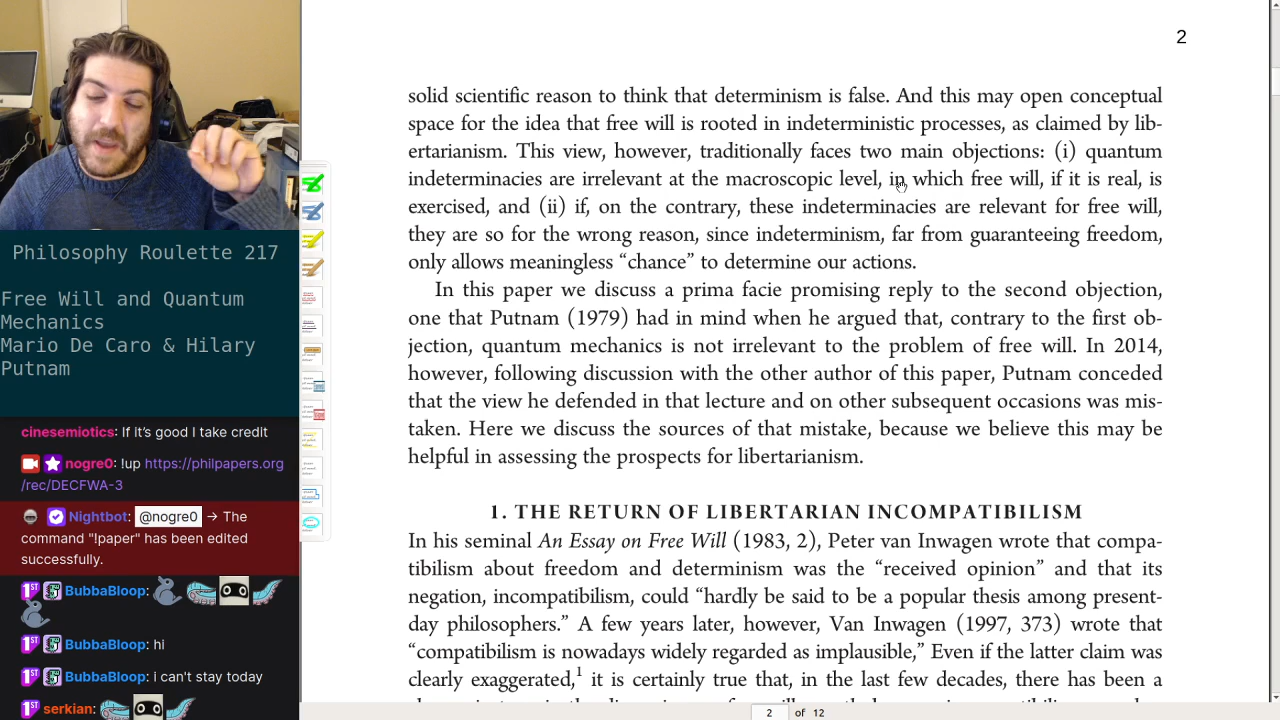 Philosophy Roulette 217
Free Will and Quantum
Mechanics
Mario De Caro & Hilary
Putnam
cinesemiotics: If it's good I take credit
nogre0: !up https://philpapers.org
/rec/DECFWA-3
Nightbot: @nogre0 → The
command "!paper" has been edited
successfully.
1ST BubbaBloop:
1ST BubbaBloop: hi
1ST BubbaBloop: i can't stay today
1ST serkian:
2
solid scientific reason to think that determinism is false. And this may open conceptual
space for the idea that free will is rooted in indeterministic processes, as claimed by lib-
ertarianism. This view, however, traditionally faces two main objections: (i) quantum
indeterminacies are irrelevant at the macroscopic level, in which free will, if it is real, is
exercised, and (ii) if, on the contrary, these indeterminacies are relevant for free will,
they are so for the wrong reason, since indeterminism, far from guaranteeing freedom,
only allows meaningless “chance” to determine our actions.
In this paper we discuss a prima facie promising reply to the second objection,
one that Putnam (1979) had in mind when he argued that, contrary to the first ob-
jection, quantum mechanics is not irrelevant to the problem of free will. In 2014,
however, following discussion with the other author of this paper, Putnam conceded
that the view he defended in that lecture and on other subsequent occasions was mis-
taken. Here we discuss the sources of that mistake, because we believe this may be
helpful in assessing the prospects for libertarianism.
1. THE RETURN OF LIBERTARIAN INCOMPATIBILISM
In his seminal An Essay on Free Will (1983, 2), Peter van Inwagen wrote that compa-
tibilism about freedom and determinism was the “received opinion” and that its
negation, incompatibilism, could “hardly be said to be a popular thesis among present-
day philosophers.” A few years later, however, Van Inwagen (1997, 373) wrote that
“compatibilism is nowadays widely regarded as implausible,” Even if the latter claim was
clearly exaggerated,1 it is certainly true that, in the last few decades, there has been a
2 of 12